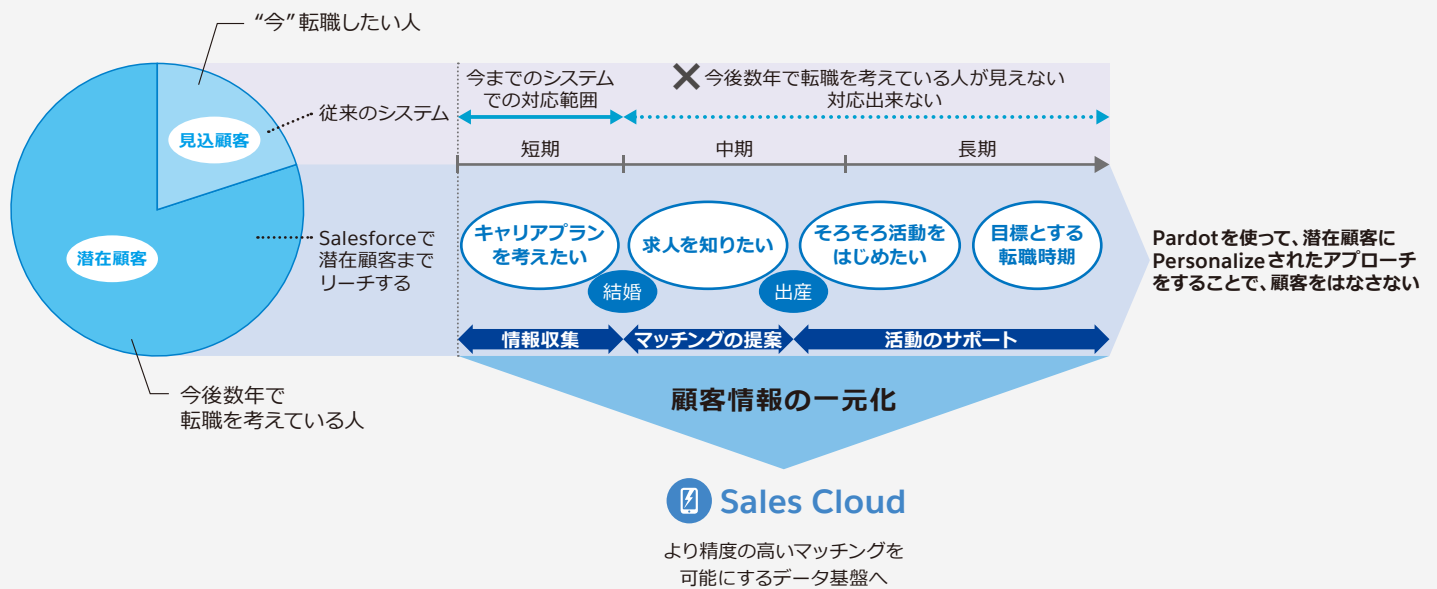 “今”転職したい人
従来のシステム
見込顧客
潜在顧客
Salesforceで
潜在顧客まで
リーチする
今後数年で
転職を考えている人
今までのシステム
での対応範囲
今後数年で転職を考えている人が見えない
対応出来ない
短期
中期
長期
キャリアプラン
を考えたい
結婚
求人を知りたい
出産
そろそろ活動を
はじめたい
目標とする
転職時期
情報収集
マッチングの提案
活動のサポート
Pardotを使って、潜在顧客に
Personalizeされたアプローチ
をすることで、顧客をはなさない
顧客情報の一元化
Sales Cloud
より精度の高いマッチングを
可能にするデータ基盤へ